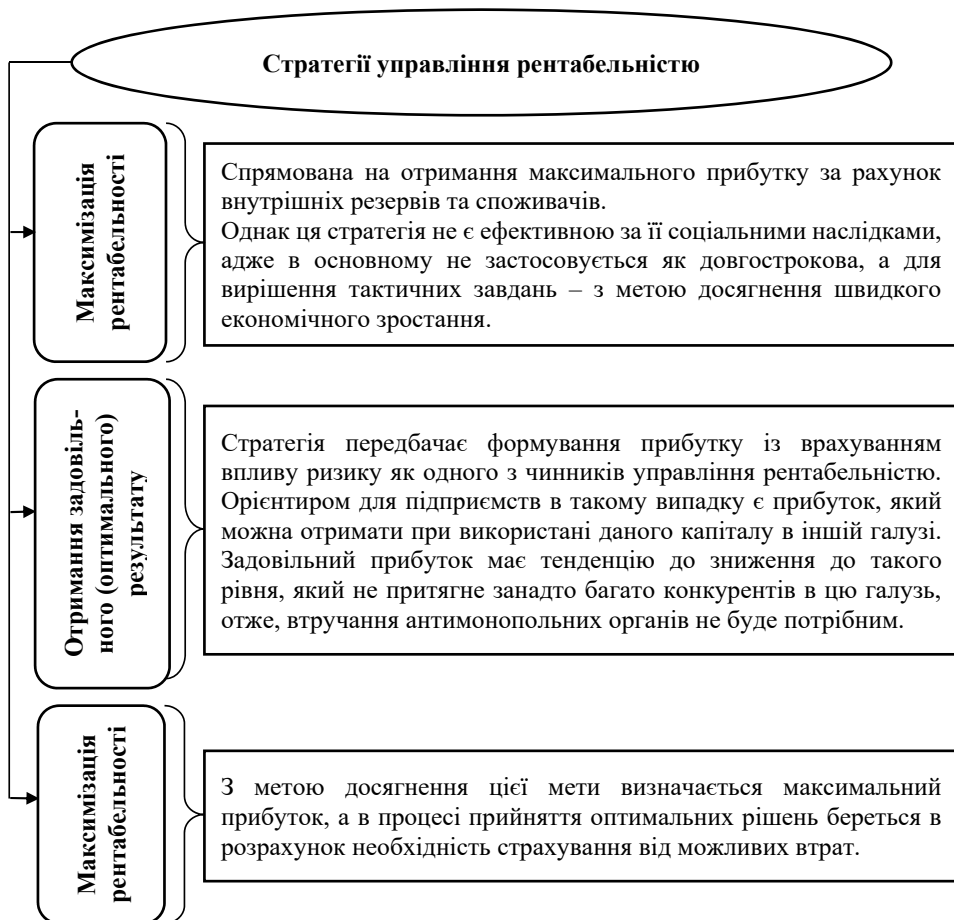 Стратегії управління рентабельністю
Максимізація
рентабельності
Спрямована на отримання максимального прибутку за рахунок
внутрішніх резервів та споживачів.
Однак ця стратегія не є ефективною за її соціальними наслідками,
адже в основному не застосовується як довгострокова, а для
вирішення тактичних завдань – з метою досягнення швидкого
економічного зростання.
Отримання задовіль-
ного (оптимального)
результату
Стратегія передбачає формування прибутку із врахуванням
впливу ризику як одного з чинників управління рентабельністю.
Орієнтиром для підприємств в такому випадку є прибуток, який
можна отримати при використані даного капіталу в іншій галузі.
Задовільний прибуток має тенденцію до зниження до такого
рівня, який не притягне занадто багато конкурентів в цю галузь,
отже, втручання антимонопольних органів не буде потрібним.
Максимізація
рентабельності
З метою досягнення цієї мети визначається максимальний
прибуток, а в процесі прийняття оптимальних рішень береться в
розрахунок необхідність страхування від можливих втрат.